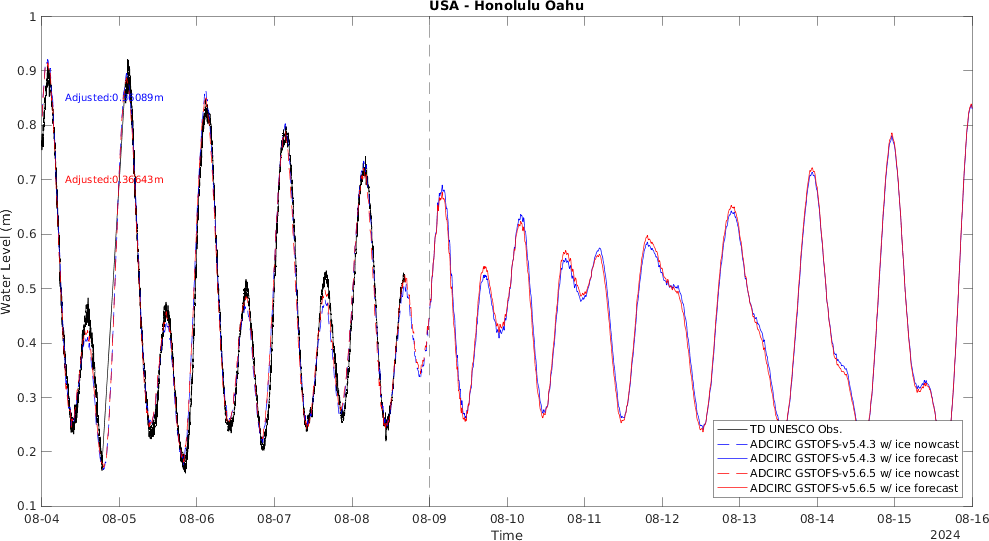 USA - Honolulu Oahu
1
0.9
0.8
0.7
0.6
0.5
0.4
0.3
0.2
0.1
Water Level (m)
Adjusted:0.36089m
Adjusted:0.36643m
TD UNESCO Obs.
ADCIRC GSTOFS-v5.4.3 w/ ice nowcast
ADCIRC GSTOFS-v5.4.3 w/ ice forecast
ADCIRC GSTOFS-v5.6.5 w/ ice nowcast
ADCIRC GSTOFS-v5.6.5 w/ ice forecast
08-04 08-05 08-06 08-07 08-08 08-09 08-10 08-11 08-12 08-13 08-14 08-15 08-16
Time
2024